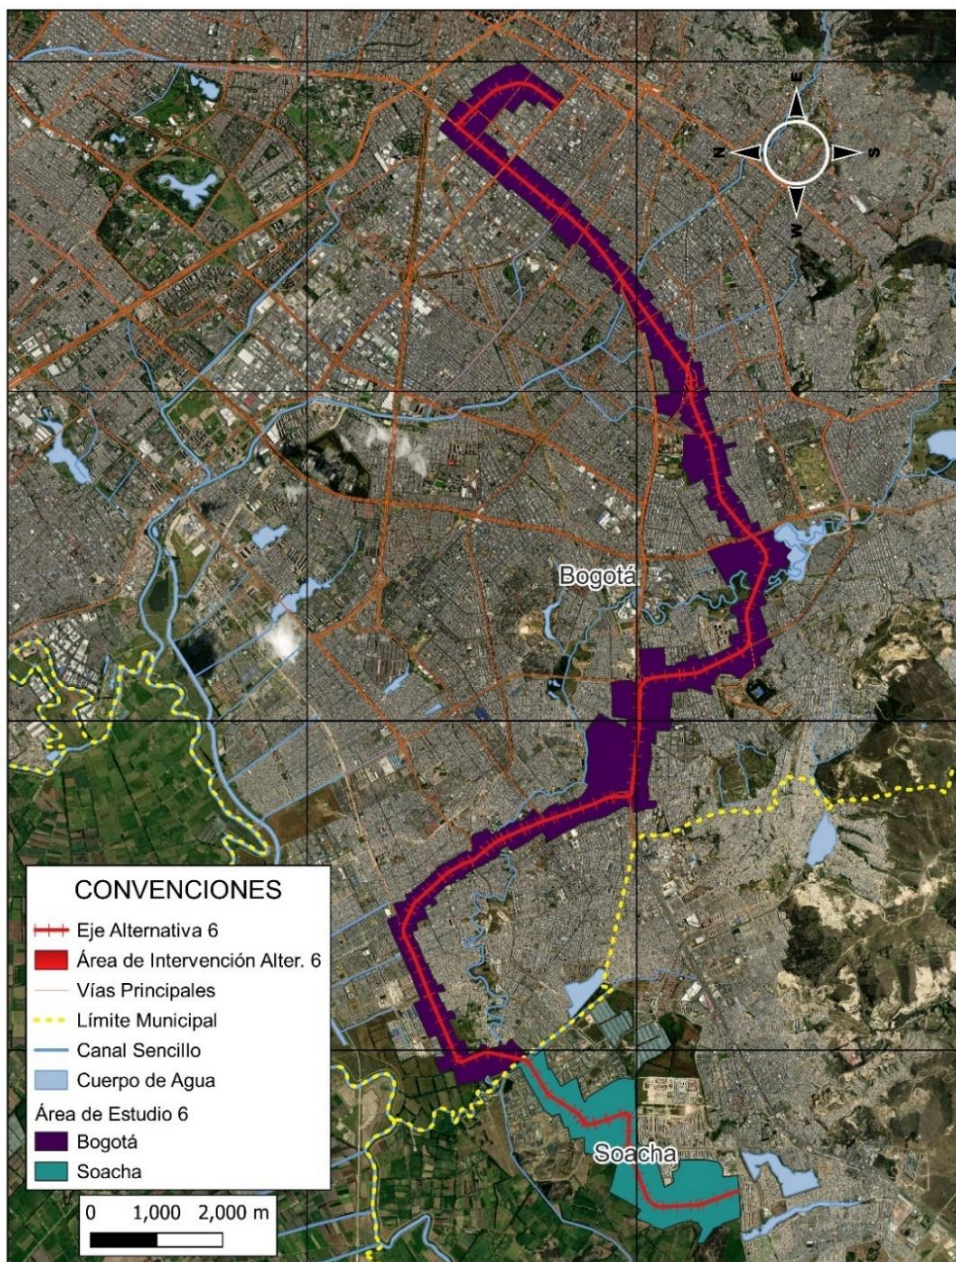 E
N
S
W
Bogotá
CONVENCIONES
Eje Alternativa 6
Área de Intervención Alter. 6
Vías Principales
Límite Municipal
Canal Sencillo
Cuerpo de Agua
Área de Estudio 6
Bogotá
Soacha
Soacha
0 1,000 2,000 m